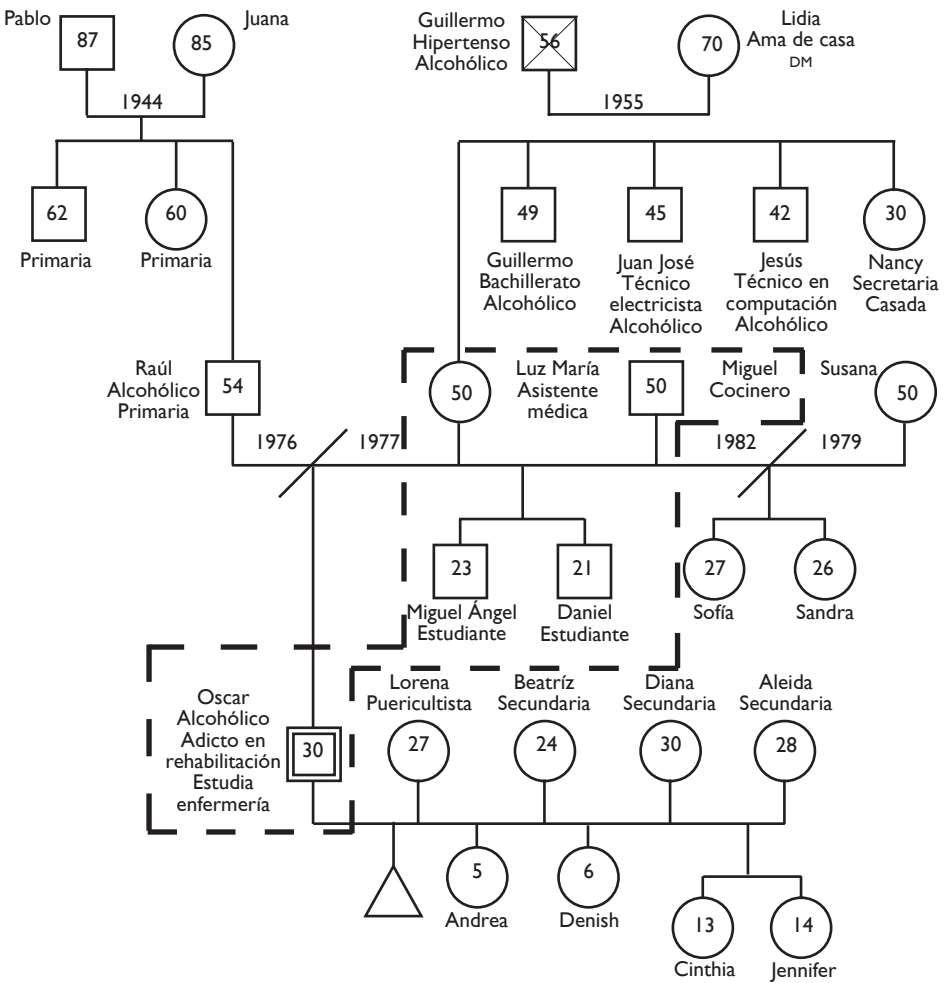 Pablo
87
85
Juana
Guillermo
Hipertenso
Alcohólico
56
70
Lidia
Ama de casa
DM
1944
1955
62
60
Primaria
Primaria
49
45
42
30
Guillermo
Bachillerato
Alcohólico
Juan José
Técnico
electricista
Alcohólico
Jesús
Técnico en
computación
Alcohólico
Nancy
Secretaria
Casada
Raúl
Alcohólico
Primaria
54
50
Luz María
Asistente
médica
50
Miguel
Cocinero
Susana
50
1976
1977
1982
1979
23
21
27
26
Miguel Ángel
Estudiante
Daniel
Estudiante
Sofía
Sandra
Oscar
Alcohólico
Adicto en
rehabilitación
Estudia
enfermería
30
Lorena
Puericultista
Beatríz
Secundaria
Diana
Secundaria
Aleida
Secundaria
27
24
30
28
5
6
Andrea
Denish
13
14
Cinthia
Jennifer